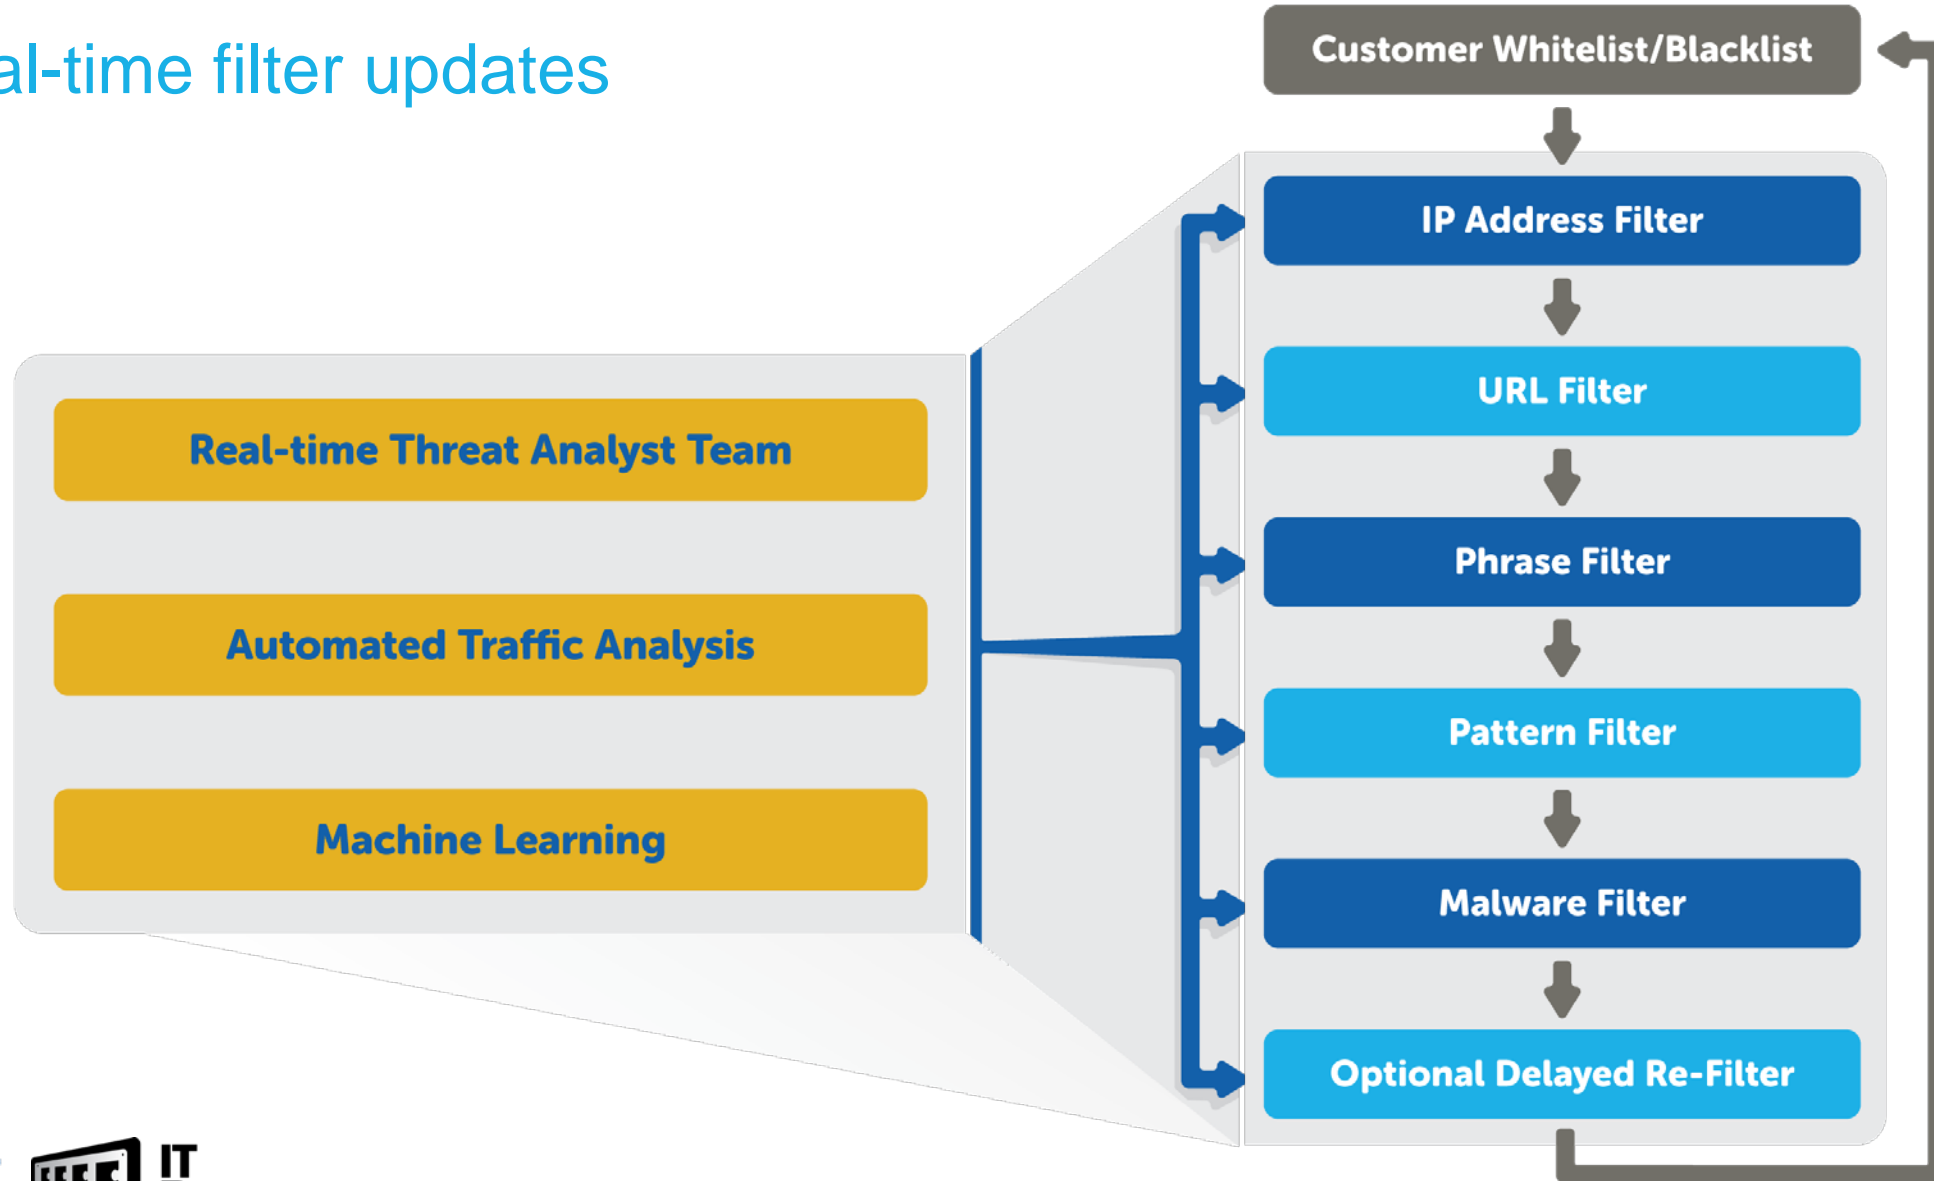 al-time filter updates
Customer Whitelist/Blacklist
IP Address Filter
URL Filter
Phrase Filter
Pattern Filter
Malware Filter
Optional Delayed Re-Filter
Real-time Threat Analyst Team
Automated Traffic Analysis
Machine Learning
IT